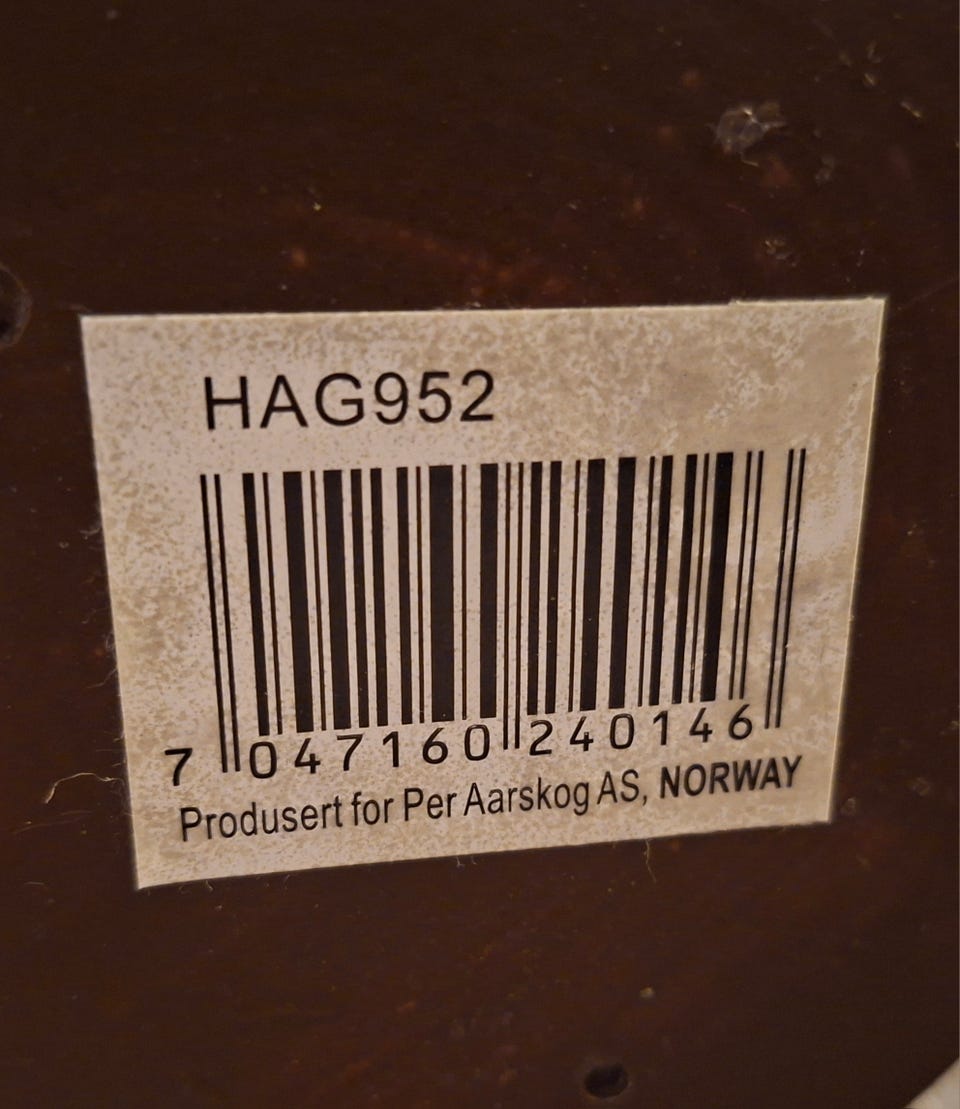 HAG952
7 047160 240146
Produsert for Per Aarskog AS, NORWAY